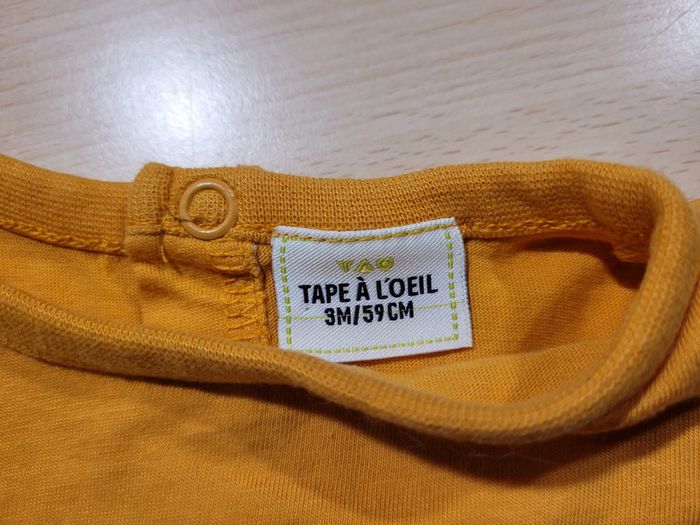 TAO
TAPE À L'OEIL
3M/59CM